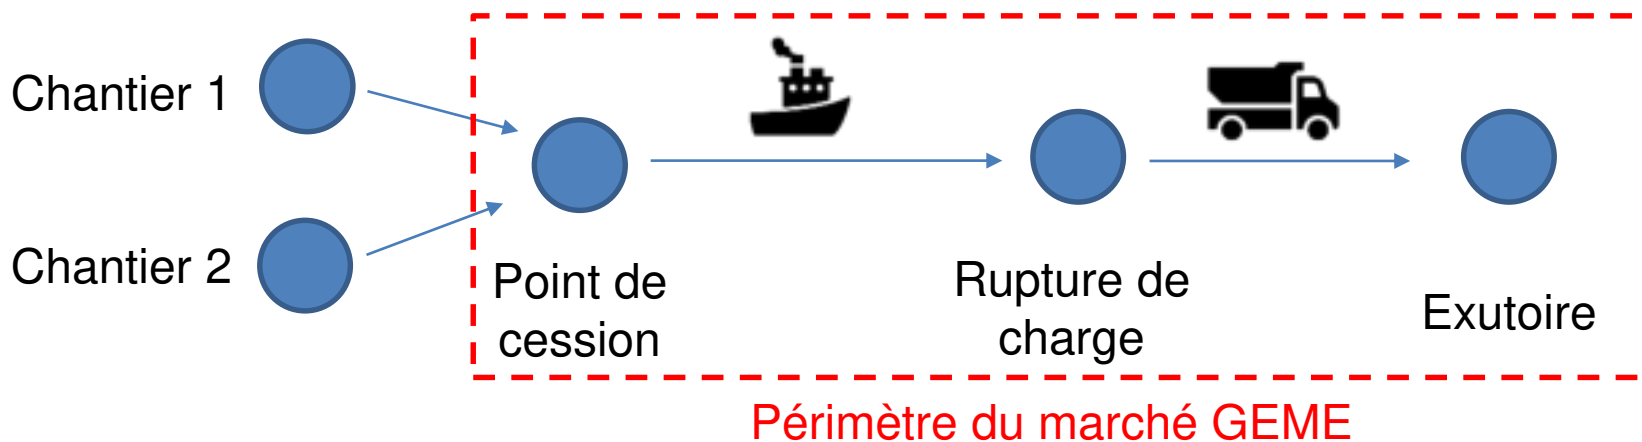 Chantier 1
Chantier 2
Point de
cession
Rupture de
charge
Exutoire
Périmètre du marché GEME